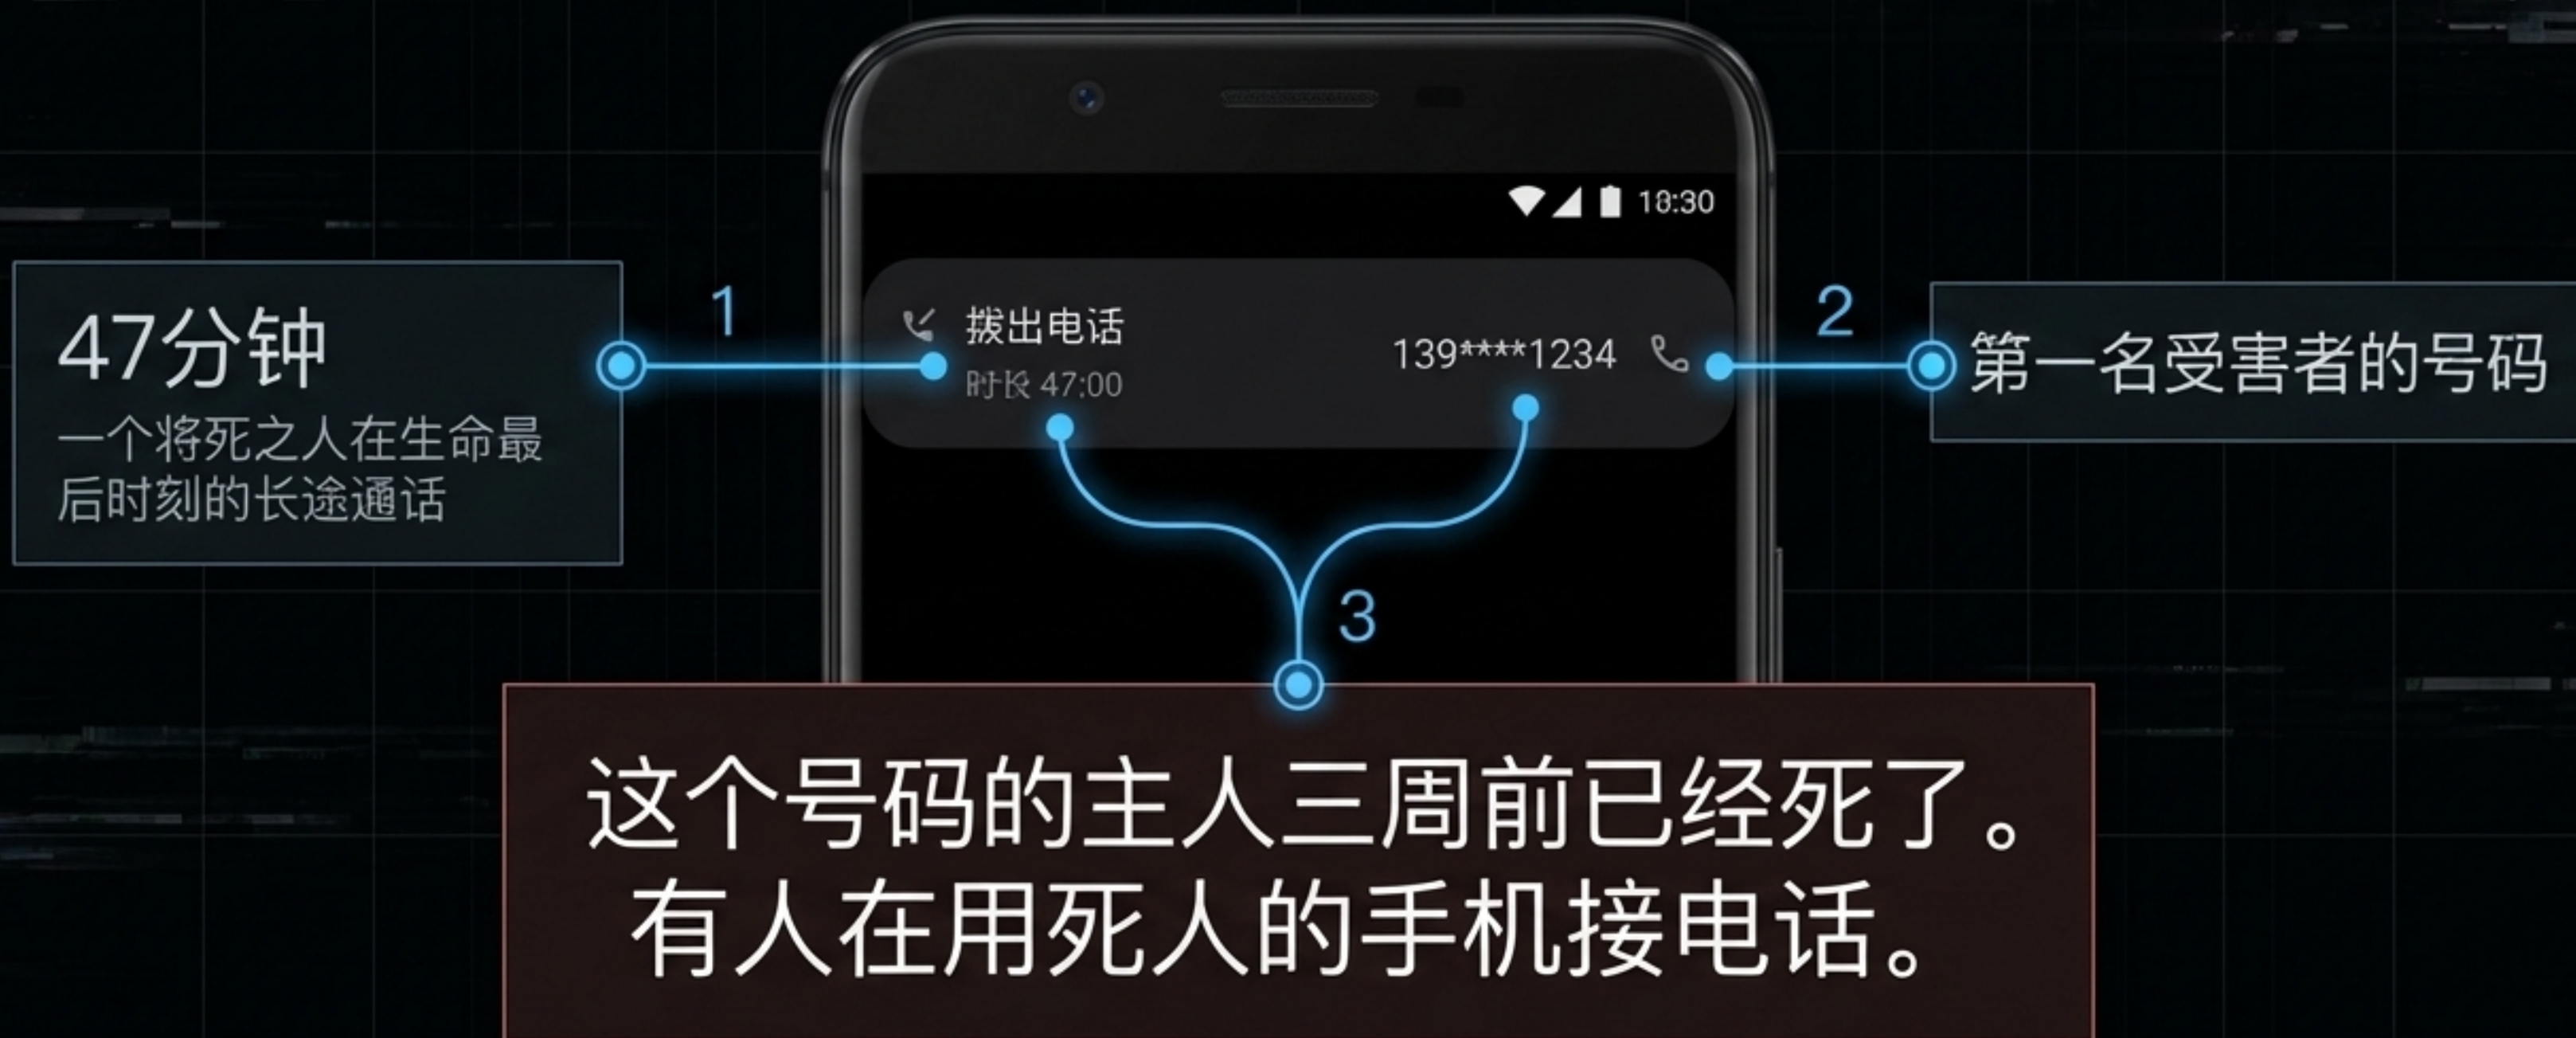 18:30
47分钟
一个将死之人在生命最
后时刻的长途通话
1
拨出电话
时长 47:00
139****1234
2
第一名受害者的号码
3
这个号码的主人三周前已经死了。
有人在用死人的手机接电话。